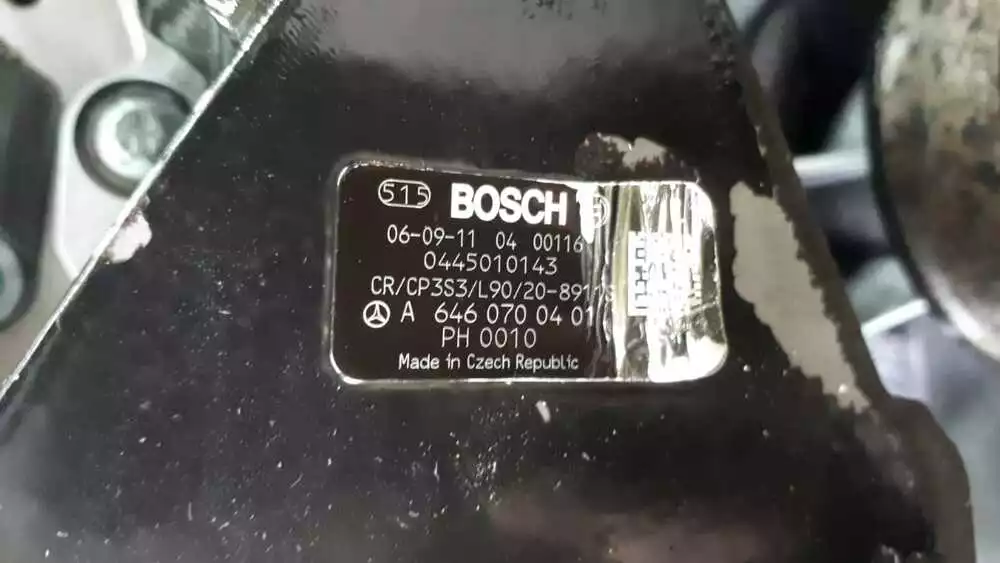 515 BOSCH
06-09-11 04 00116
0445010143
CR/CP3S3/L90/20-8911S
A 646 070 04 01
PH 0010
Made in Czech Republic